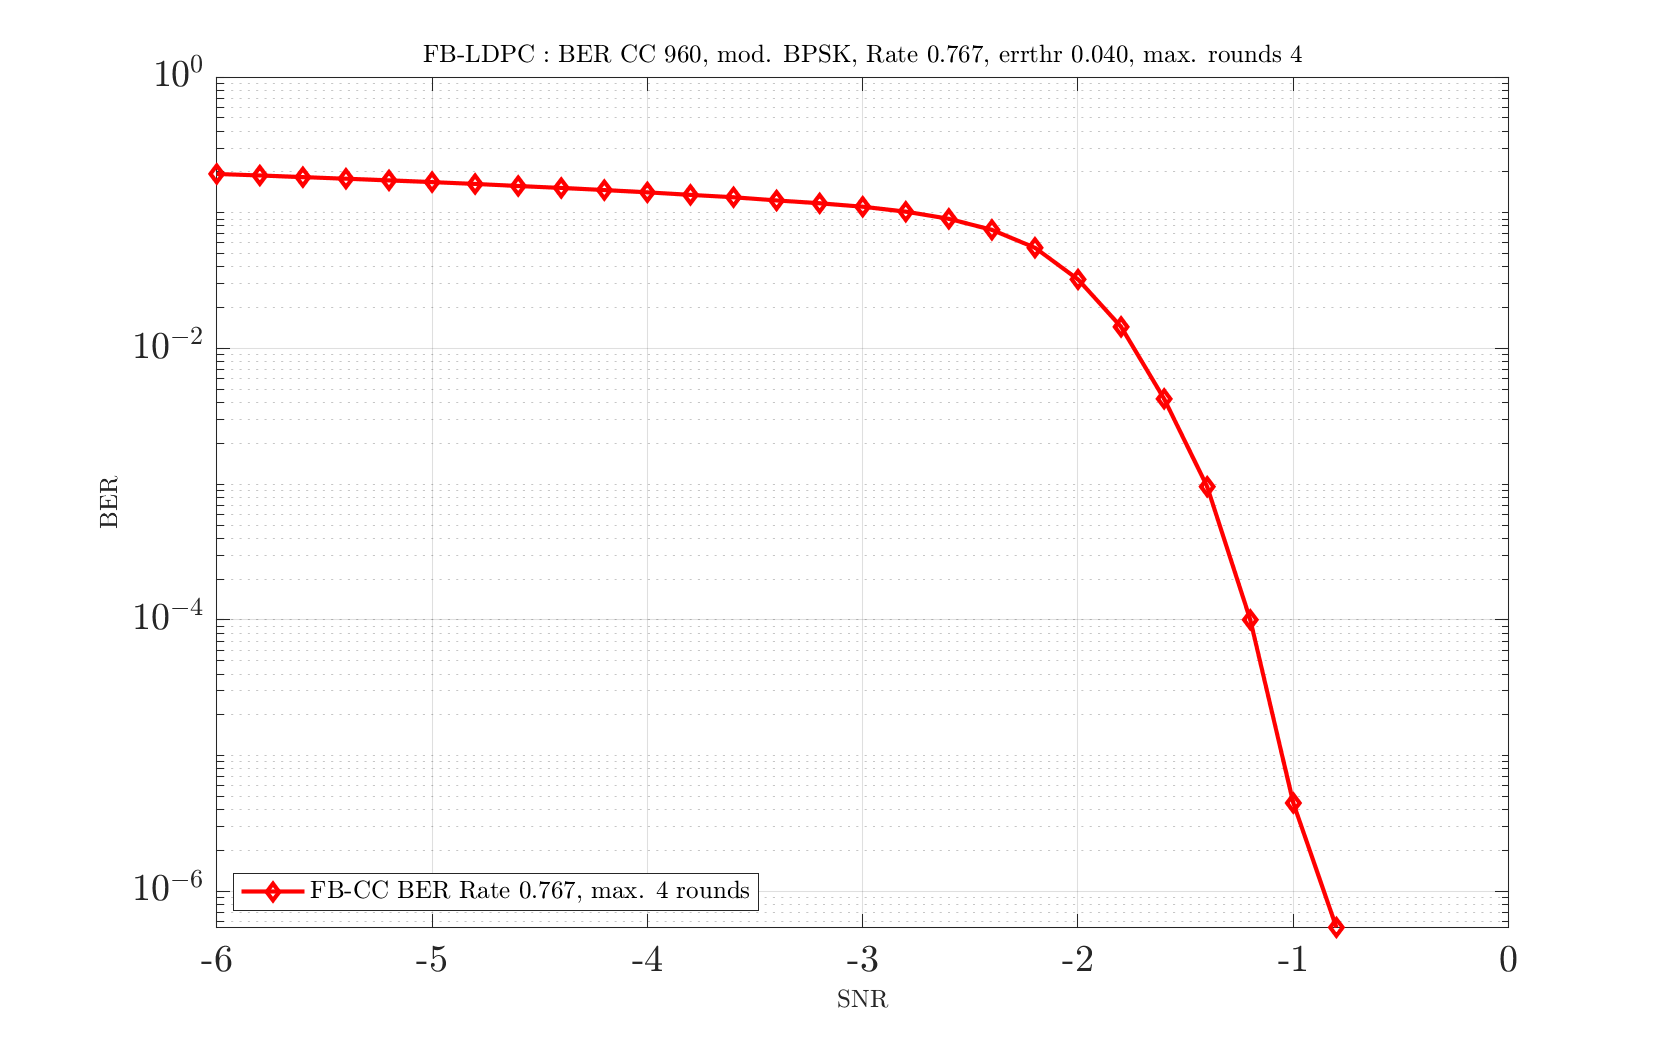 FB-LDPC : BER CC 960, mod. BPSK, Rate 0.767, errthr 0.040, max. rounds 4
10^0
10^-2
10^-4
10^-6
BER
FB-CC BER Rate 0.767, max. 4 rounds
-6 -5 -4 -3 -2 -1 0
SNR